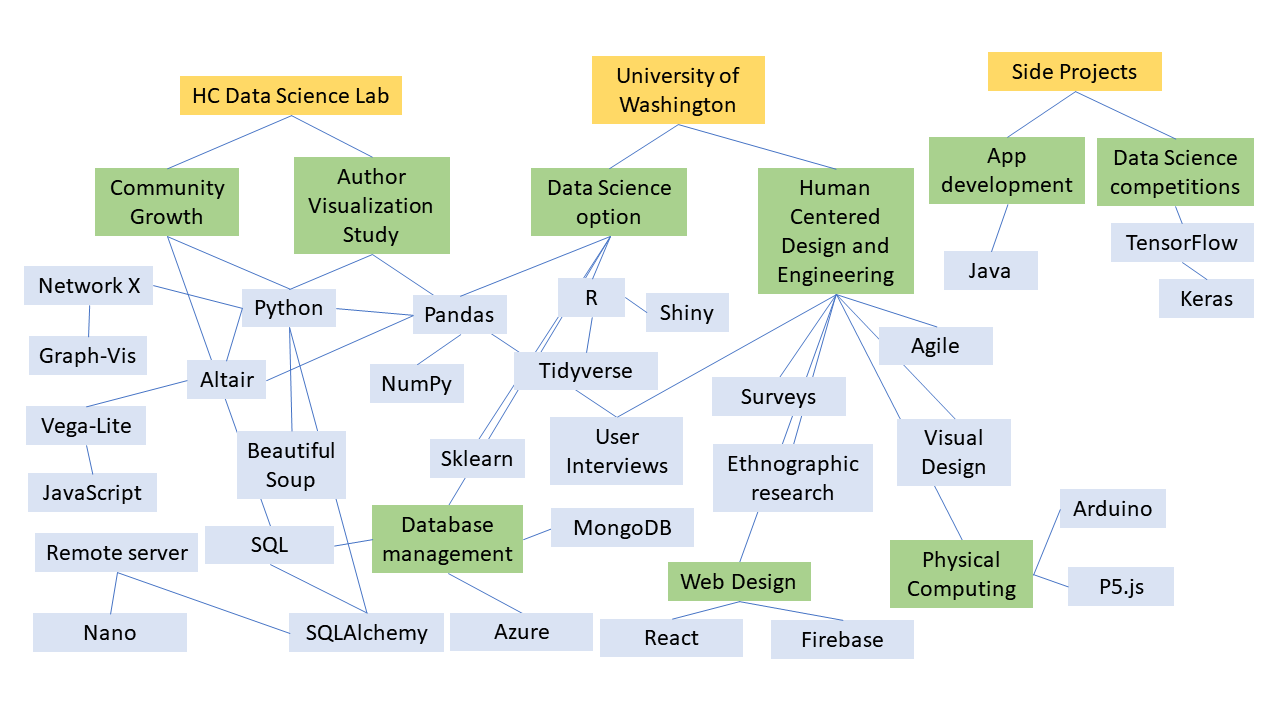 HC Data Science Lab
University of
Washington
Side Projects
Community
Growth
Author
Visualization
Study
Data Science
option
Human
Centered
Design and
Engineering
App
development
Data Science
competitions
Network X
Python
Pandas
R
Shiny
Java
TensorFlow
Keras
Graph-Vis
Altair
NumPy
Tidyverse
Agile
Vega-Lite
Beautiful
Soup
Sklearn
User
Interviews
Surveys
Ethnographic
research
Visual
Design
JavaScript
Remote server
SQL
Database
management
MongoDB
Web Design
Physical
Computing
Arduino
P5.js
Nano
SQLAlchemy
Azure
React
Firebase